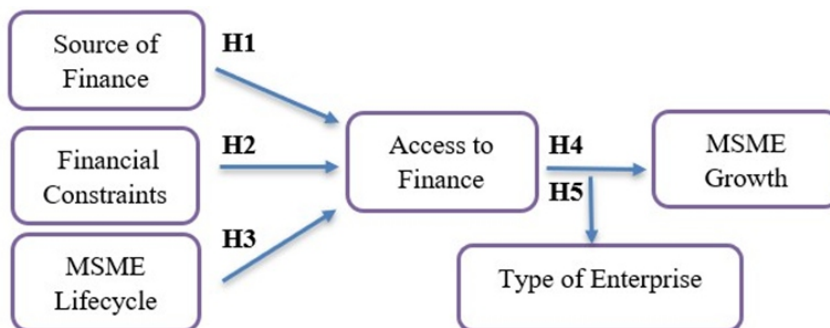 Source of
Finance
H1
Financial
Constraints
H2
MSME
Lifecycle
H3
Access to
Finance
H4
H5
MSME
Growth
Type of Enterprise